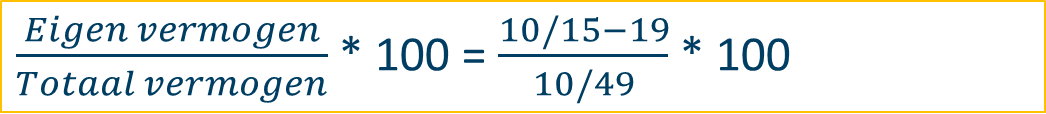 Eigen vermogen / Totaal vermogen * 100 = 10/15−19 / 10/49 * 100